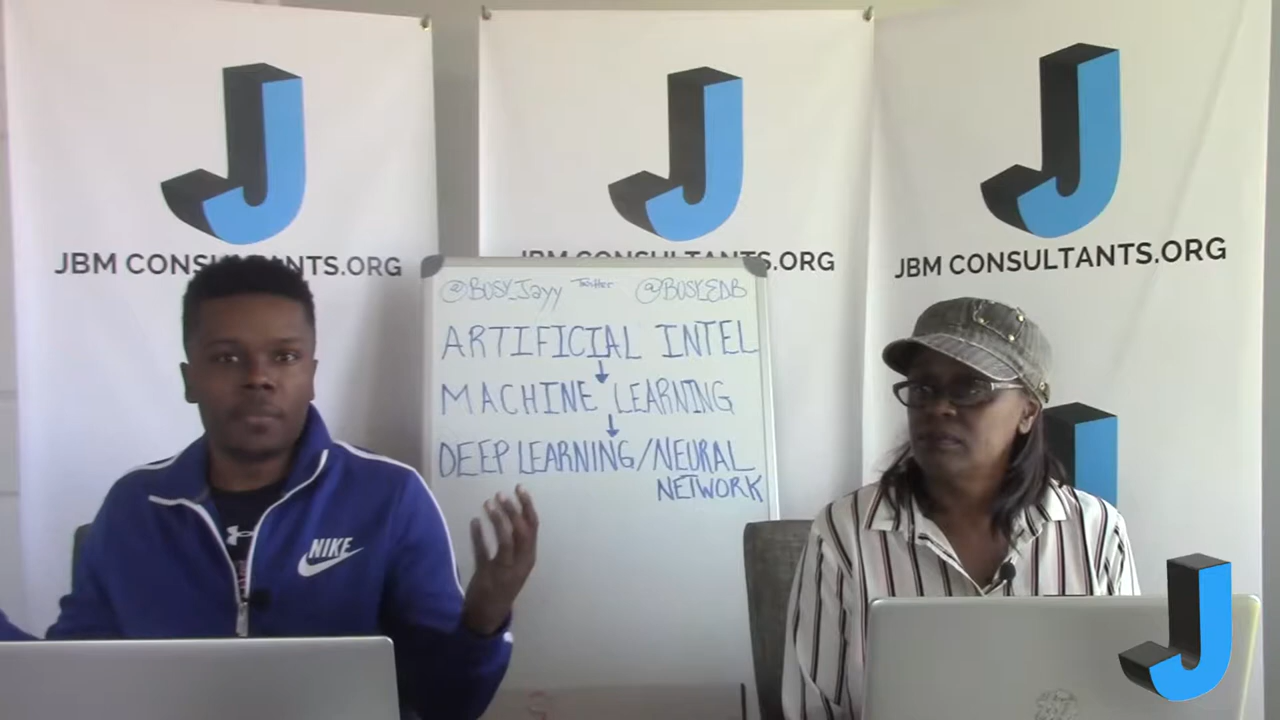 JBM CONSULTANTS.ORG
JBM CONSULTANTS.ORG
JBM CONSULTANTS.ORG
@BUSY_Jayy Twitter @BUSY_EDB
ARTIFICIAL INTEL
MACHINE LEARNING
DEEP LEARNING/NEURAL
NETWORK
NIKE